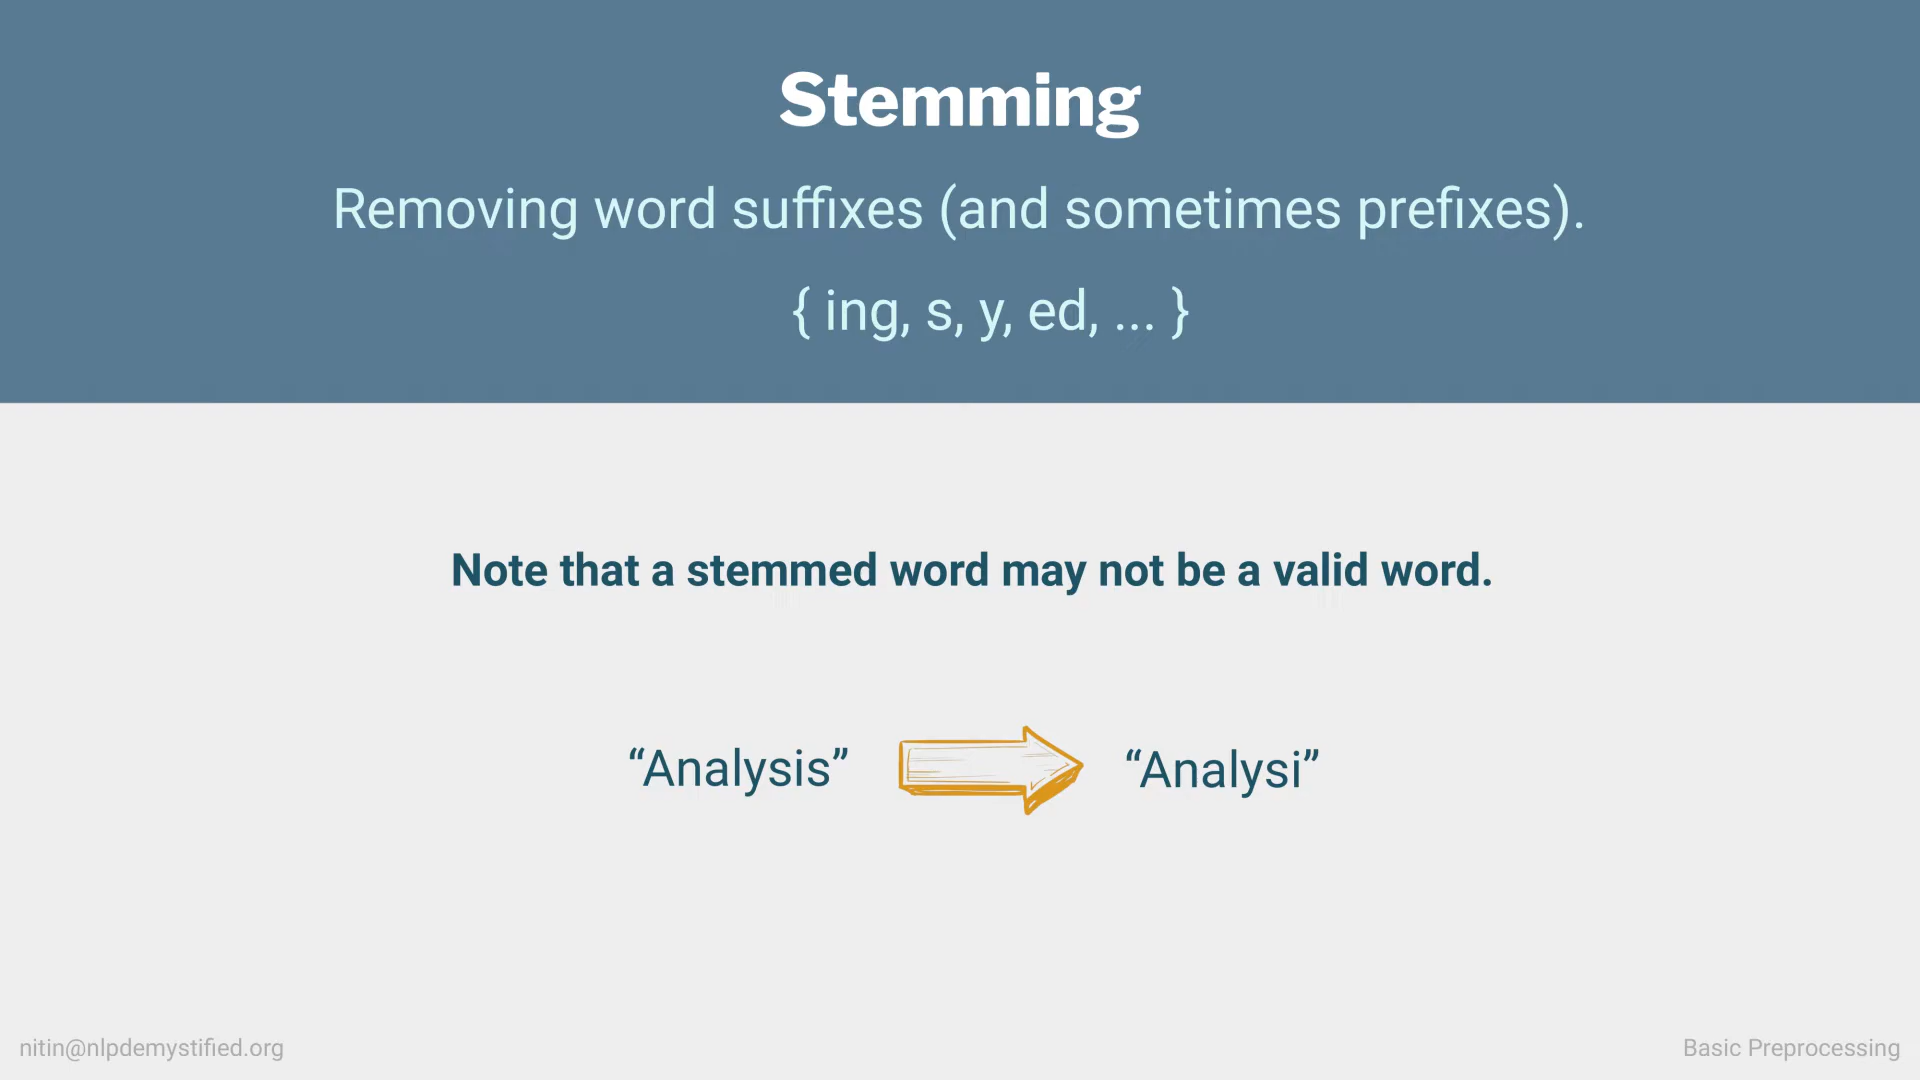 Stemming
Removing word suffixes (and sometimes prefixes).
{ ing, s, y, ed, ... }
Note that a stemmed word may not be a valid word.
“Analysis” “Analysi”
nitin@nlpdemystified.org Basic Preprocessing